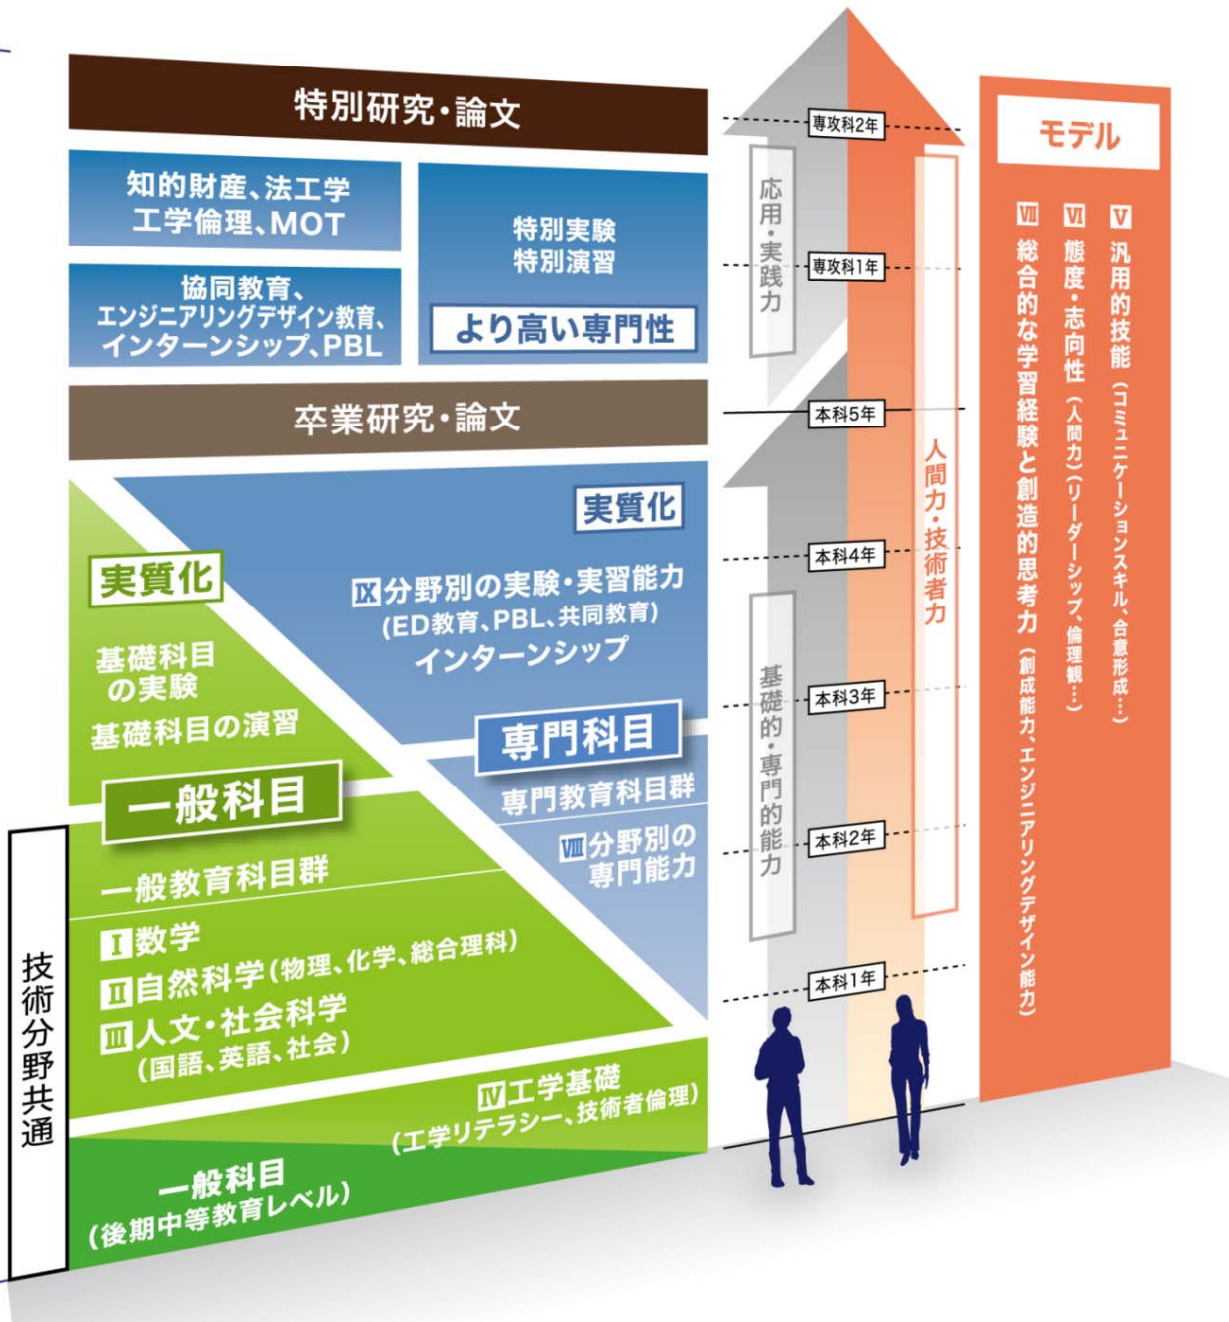 特別研究・論文
知的財産、法工学
工学倫理、MOT
協同教育、
エンジニアリングデザイン教育、
インターンシップ、PBL
特別実験
特別演習
より高い専門性
卒業研究・論文
実質化
基礎科目
の実験
基礎科目の演習
実質化
Ⅸ分野別の実験・実習能力
(ED教育、PBL、共同教育)
インターンシップ
専門科目
専門教育科目群
Ⅷ分野別の
専門能力
一般科目
一般教育科目群
Ⅰ数学
Ⅱ自然科学(物理、化学、総合理科)
Ⅲ人文・社会科学
(国語、英語、社会)
Ⅳ工学基礎
(工学リテラシー、技術者倫理)
一般科目
(後期中等教育レベル)
技術分野共通
専攻科2年
専攻科1年
本科5年
本科4年
本科3年
本科2年
本科1年
応用・実践力
基礎的・専門的能力
人間力・技術者力
モデル
Ⅴ 汎用的技能(コミュニケーションスキル、合意形成…)
Ⅵ 態度・志向性(人間力)(リーダーシップ、倫理観…)
Ⅶ 総合的な学習経験と創造的思考力(創成能力、エンジニアリングデザイン能力)